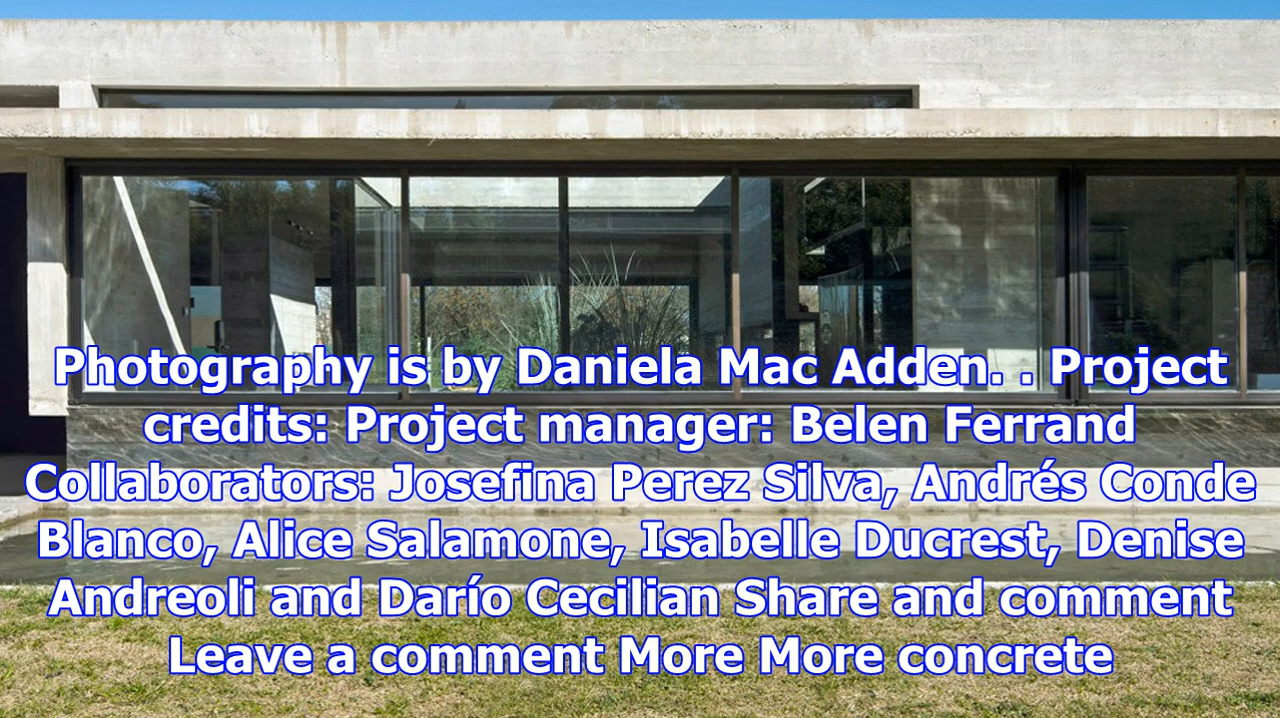 Photography is by Daniela Mac Adden. . Project
credits: Project manager: Belen Ferrand
Collaborators: Josefina Perez Silva, Andrés Conde
Blanco, Alice Salamone, Isabelle Ducrest, Denise
Andreoli and Darío Cecilian Share and comment
Leave a comment More More concrete